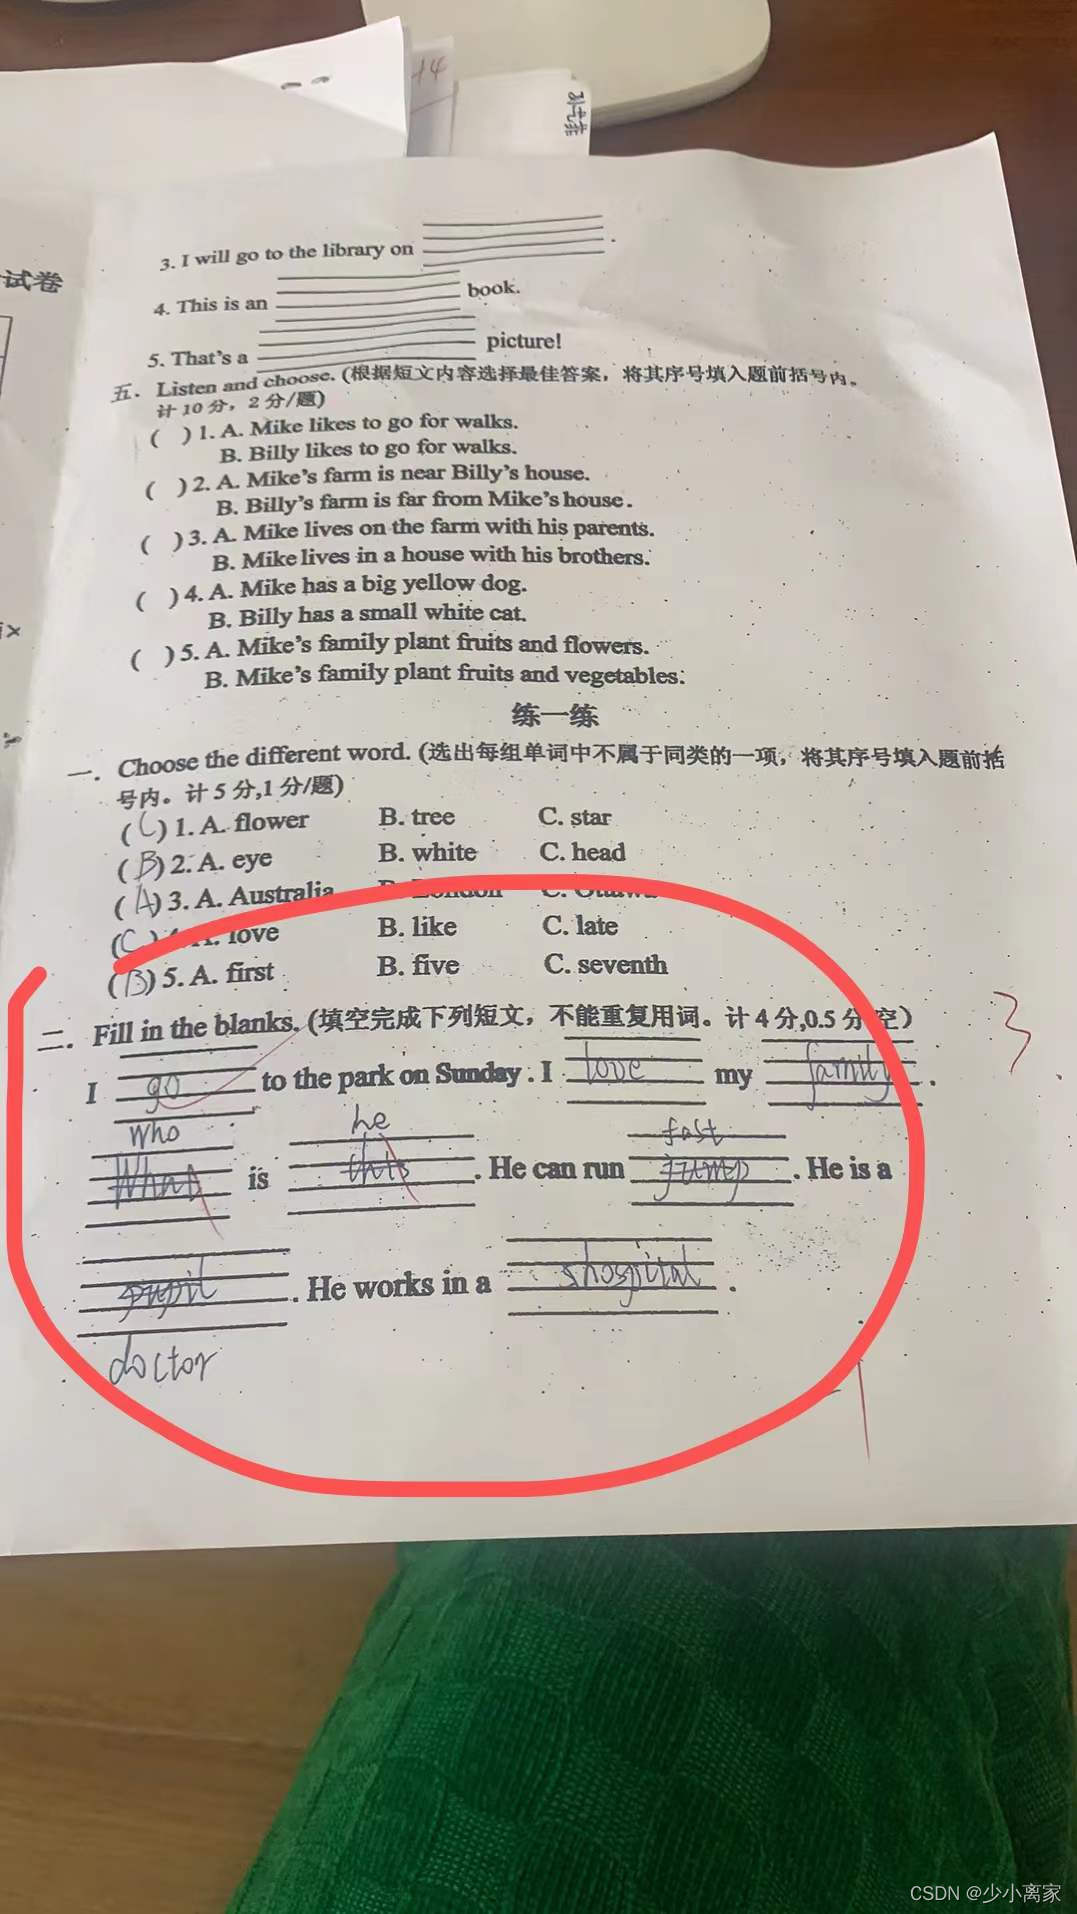 +4
试卷
3. I will go to the library on .
4. This is an book.
5. That's a picture!
五. Listen and choose. (根据短文内容选择最佳答案，将其序号填入题前括号内。
计 10 分，2 分/题)
( ) 1. A. Mike likes to go for walks.
B. Billy likes to go for walks.
( ) 2. A. Mike's farm is near Billy's house.
B. Billy's farm is far from Mike's house.
( ) 3. A. Mike lives on the farm with his parents.
B. Mike lives in a house with his brothers.
( ) 4. A. Mike has a big yellow dog.
B. Billy has a small white cat.
( ) 5. A. Mike's family plant fruits and flowers.
B. Mike's family plant fruits and vegetables.
练一练
一. Choose the different word. (选出每组单词中不属于同类的一项，将其序号填入题前括
号内。计 5 分,1 分/题)
(C) 1. A. flower B. tree C. star
(B) 2. A. eye B. white C. head
(A) 3. A. Australia B. London C. Ottawa
(C) 4. A. love B. like C. late
(B) 5. A. first B. five C. seventh
二. Fill in the blanks. (填空完成下列短文，不能重复用词。计 4 分,0.5 分/空)
3
I go to the park on Sunday. I love my family.
who he fast
What is this. He can run jump. He is a
pupil. He works in a shospital.
doctor
CSDN @少小离家